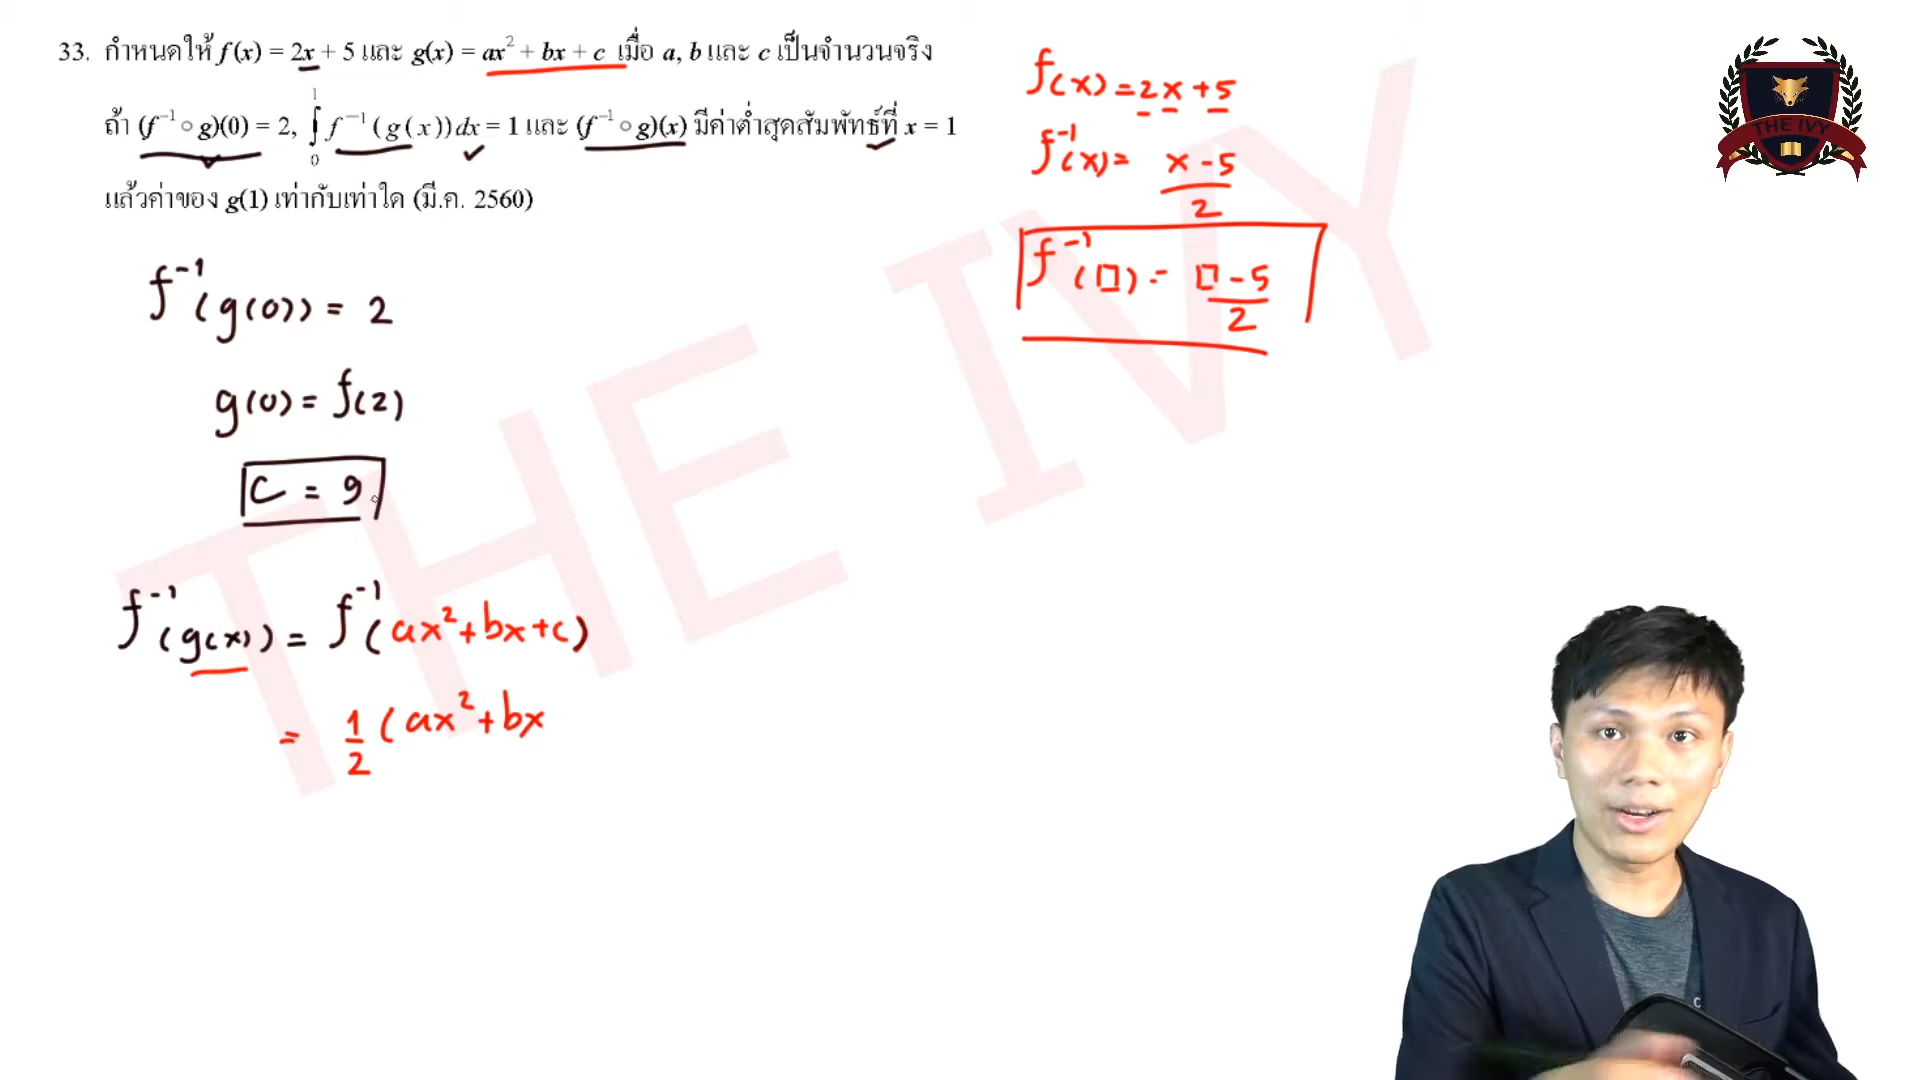 33. กำหนดให้ f(x) = 2x + 5 และ g(x) = ax² + bx + c เมื่อ a, b และ c เป็นจำนวนจริง
ถ้า (f⁻¹ ∘ g)(0) = 2, ∫₀¹ f⁻¹(g(x))dx = 1 และ (f⁻¹ ∘ g)(x) มีค่าต่ำสุดสัมพัทธ์ที่ x = 1
แล้วค่าของ g(1) เท่ากับเท่าใด (มี.ค. 2560)
f⁻¹(g(0)) = 2
g(0) = f(2)
C = 9
f⁻¹(g(x)) = f⁻¹(ax²+bx+c)
= 1/2 (ax²+bx
f(x) = 2x+5
f⁻¹(x) = x-5/2
f⁻¹(□) = □-5/2
THE IVY
THE IVY